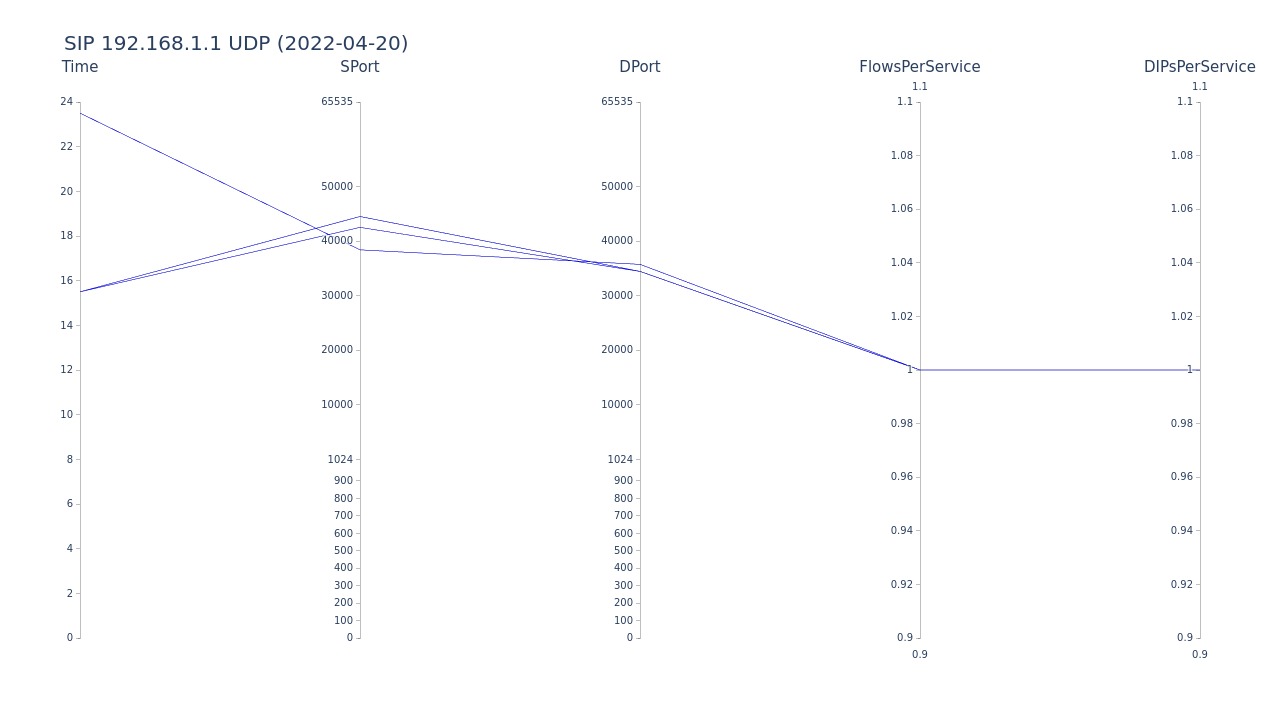 SIP 192.168.1.1 UDP (2022-04-20)
Time SPort DPort FlowsPerService DIPsPerService
1.1 1.1
24 65535 65535 1.1 1.1
22 50000 50000 1.08 1.08
20 40000 40000 1.06 1.06
18 30000 30000 1.04 1.04
16 20000 20000 1.02 1.02
14 10000 10000 1 1
12 1024 1024 0.98 0.98
10 900 900 0.96 0.96
8 800 800 0.94 0.94
6 700 700 0.92 0.92
4 600 600 0.9 0.9
2 500 500
0 400 400
300 300
200 200
100 100
0 0
0.9 0.9